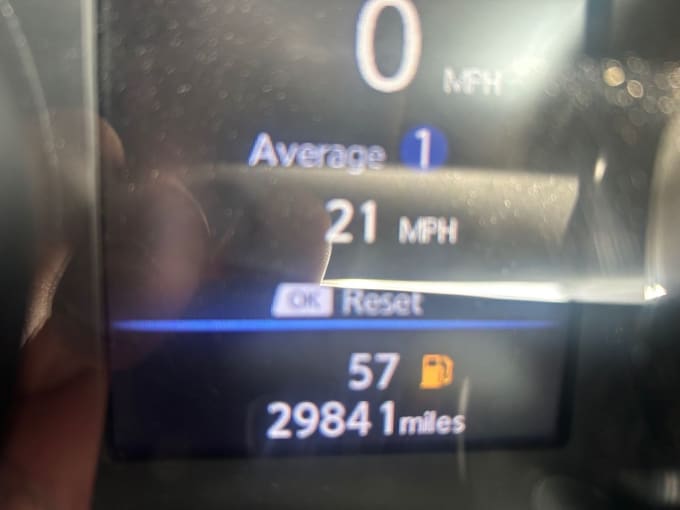 0 MPH
Average 1
21 MPH
OK Reset
57
29841 miles